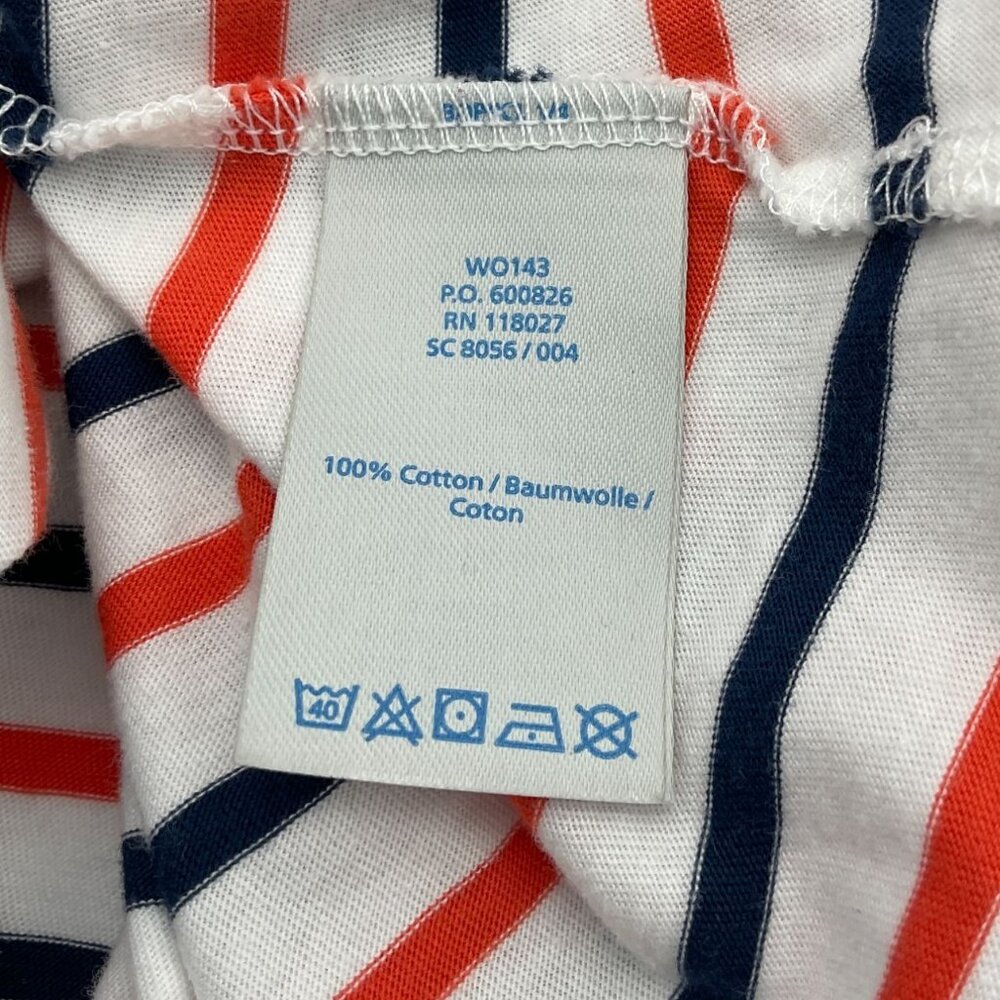 WO143
P.O. 600826
RN 118027
SC 8056 / 004
100% Cotton / Baumwolle /
Coton
40